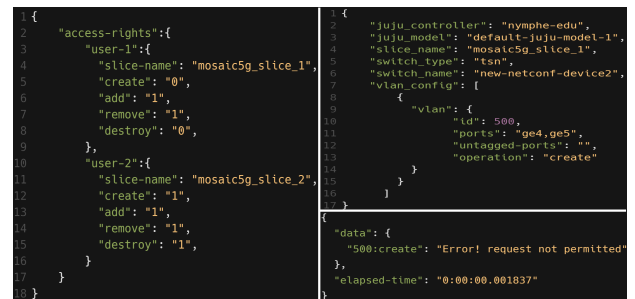 1 {
2 "access-rights":{
3 "user-1":{
4 "slice-name": "mosaic5g_slice_1",
5 "create": "0",
6 "add": "1",
7 "remove": "1",
8 "destroy": "0",
9 },
10 "user-2":{
11 "slice-name": "mosaic5g_slice_2",
12 "create": "1",
13 "add": "1",
14 "remove": "1",
15 "destroy": "1",
16 }
17 }
18 }
1 {
2 "juju_controller": "nymphe-edu",
3 "juju_model": "default-juju-model-1",
4 "slice_name": "mosaic5g_slice_1",
5 "switch_type": "tsn",
6 "switch_name": "new-netconf-device2",
7 "vlan_config": [
8 {
9 "vlan": {
10 "id": 500,
11 "ports": "ge4,ge5",
12 "untagged-ports": "",
13 "operation": "create"
14 }
15 }
16 ]
17 }
{
"data": {
"500:create": "Error! request not permitted"
},
"elapsed-time": "0:00:00.001837"
}